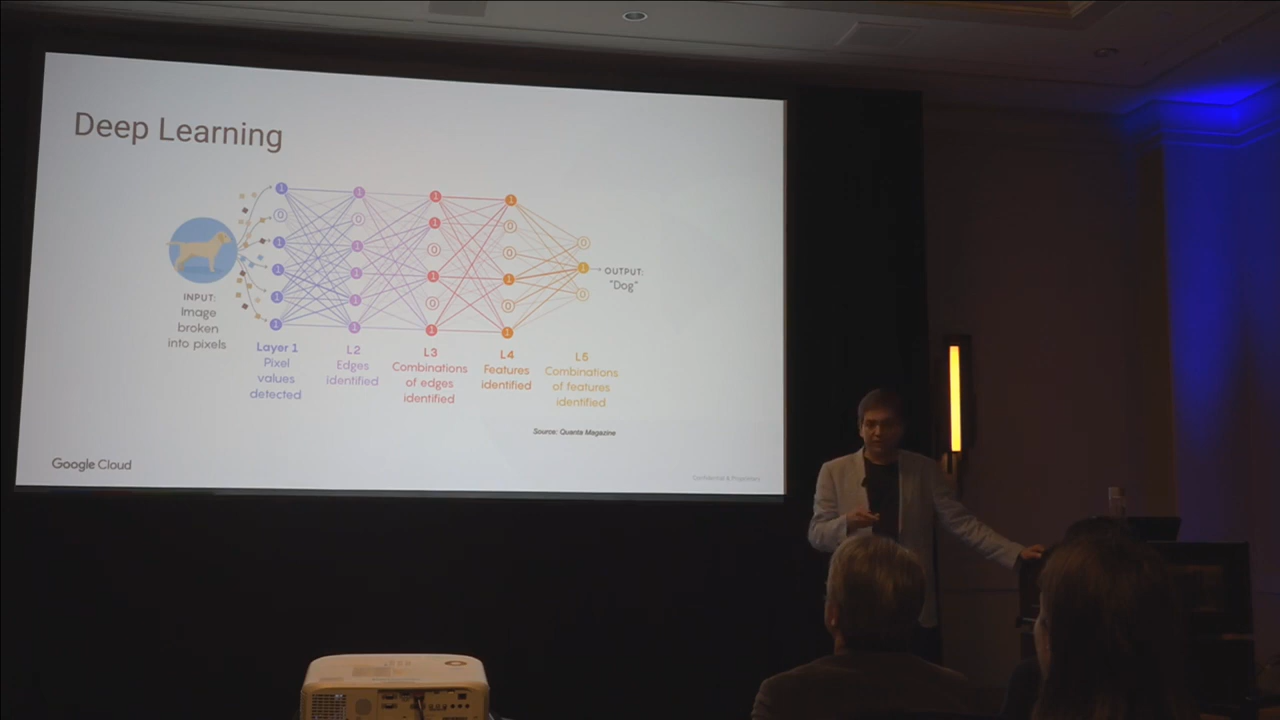 Deep Learning
INPUT:
Image
broken
into pixels
Layer 1
Pixel
values
detected
L2
Edges
identified
L3
Combinations
of edges
identified
L4
Features
identified
L5
Combinations
of features
identified
1
0
1
1
1
1
1
0
1
1
1
1
1
1
0
1
0
1
1
0
0
1
0
1
0
1
0
OUTPUT:
"Dog"
Source: Quanta Magazine
Google Cloud
Confidential & Proprietary